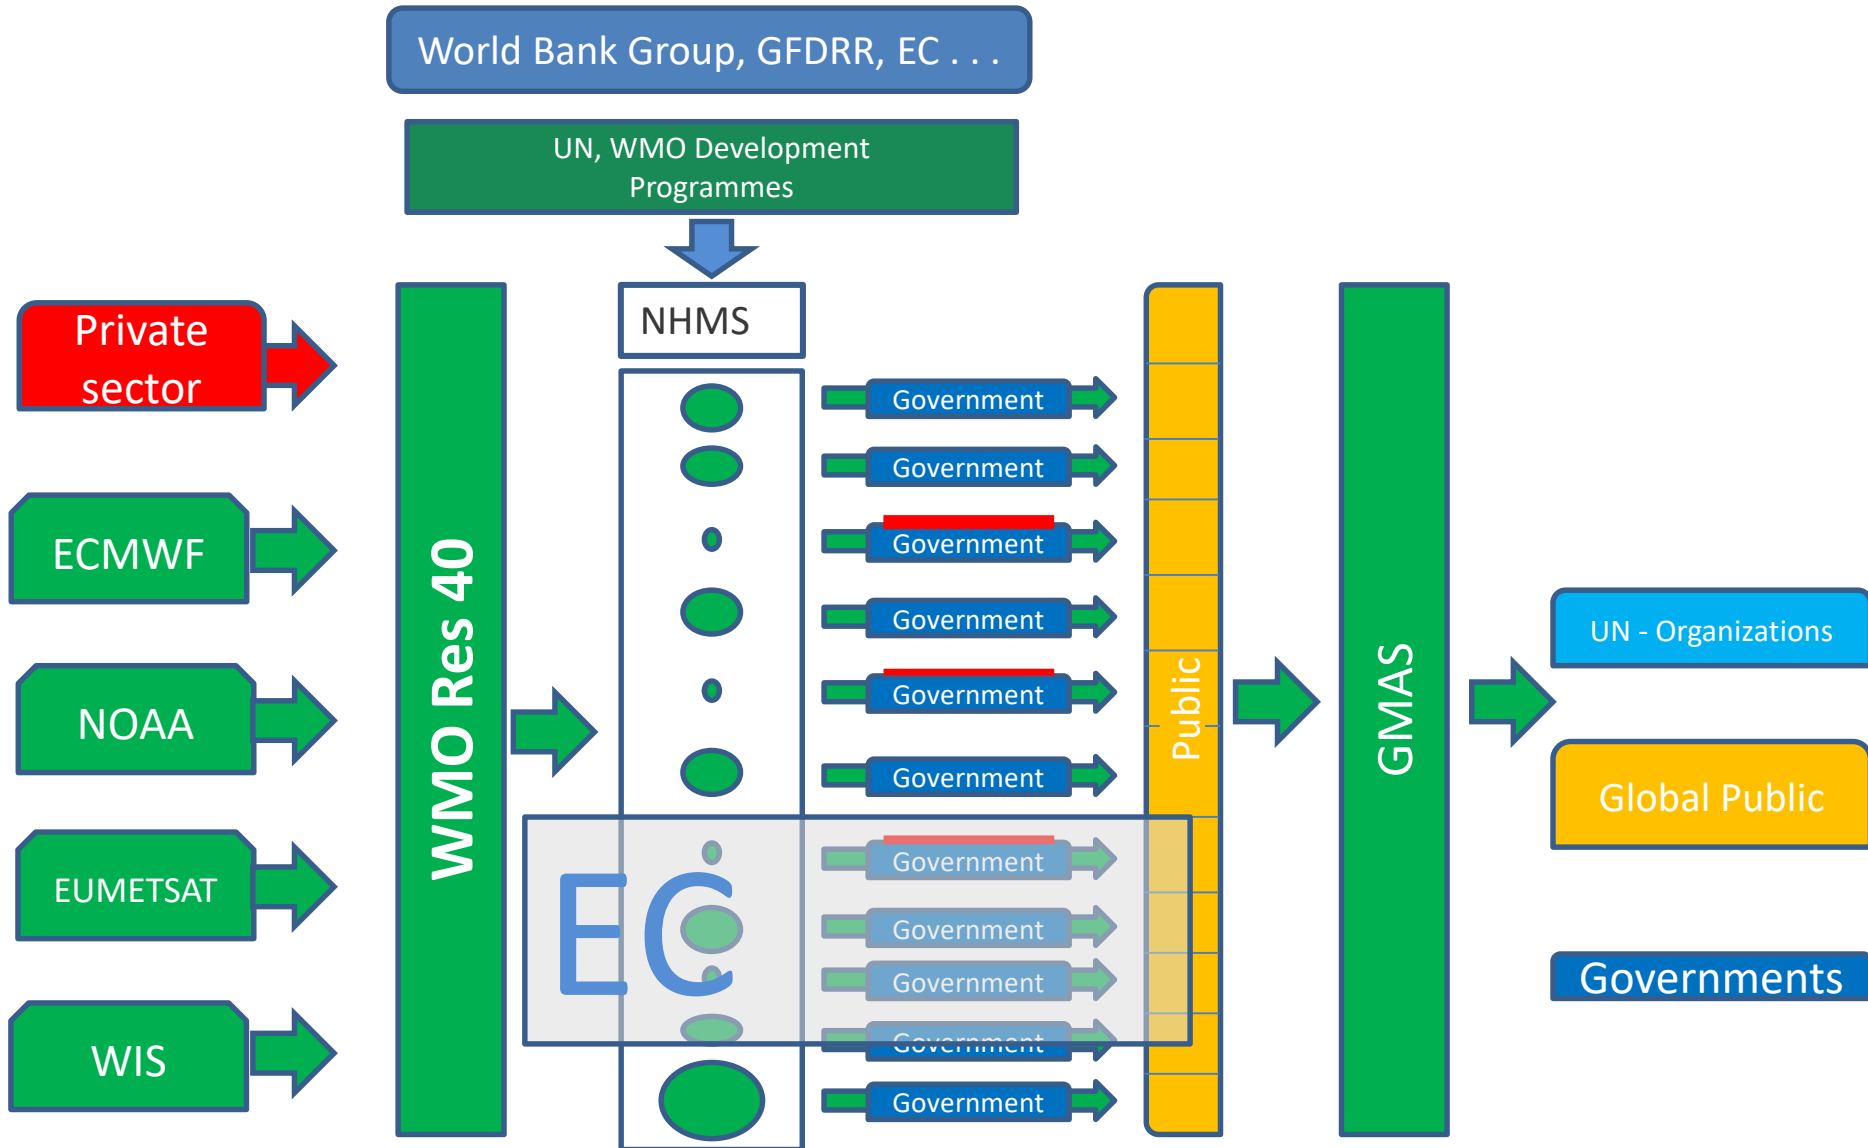 World Bank Group, GFDRR, EC . . .
UN, WMO Development
Programmes
Private
sector
ECMWF
NOAA
EUMETSAT
WIS
WMO Res 40
NHMS
Government
Government
Government
Government
Government
Government
Government
Government
Government
Government
Government
EC
Public
GMAS
UN - Organizations
Global Public
Governments